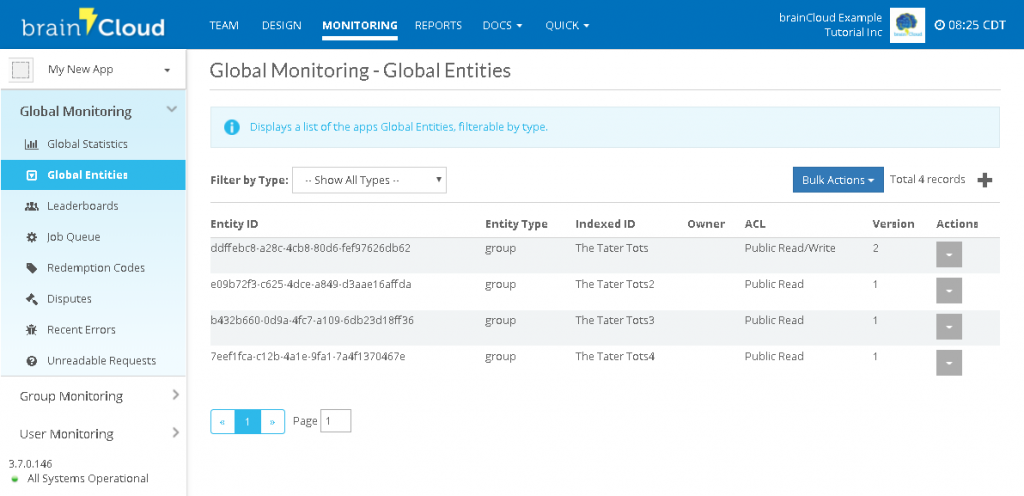 brainCloud
TEAM DESIGN MONITORING REPORTS DOCS QUICK
brainCloud Example
Tutorial Inc
08:25 CDT
My New App
Global Monitoring
Global Statistics
Global Entities
Leaderboards
Job Queue
Redemption Codes
Disputes
Recent Errors
Unreadable Requests
Group Monitoring
User Monitoring
3.7.0.146
All Systems Operational
Global Monitoring - Global Entities
Displays a list of the apps Global Entities, filterable by type.
Filter by Type: -- Show All Types -- Bulk Actions Total 4 records
Entity ID Entity Type Indexed ID Owner ACL Version Actions
ddffebc8-a28c-4cb8-80d6-fef97626db62 group The Tater Tots Public Read/Write 2
e09b72f3-c625-4dce-a849-d3aae16affda group The Tater Tots2 Public Read 1
b432b660-0d9a-4fc7-a109-6db23d18ff36 group The Tater Tots3 Public Read 1
7eef1fca-c12b-4a1e-9fa1-7a4f1370467e group The Tater Tots4 Public Read 1
« 1 » Page 1